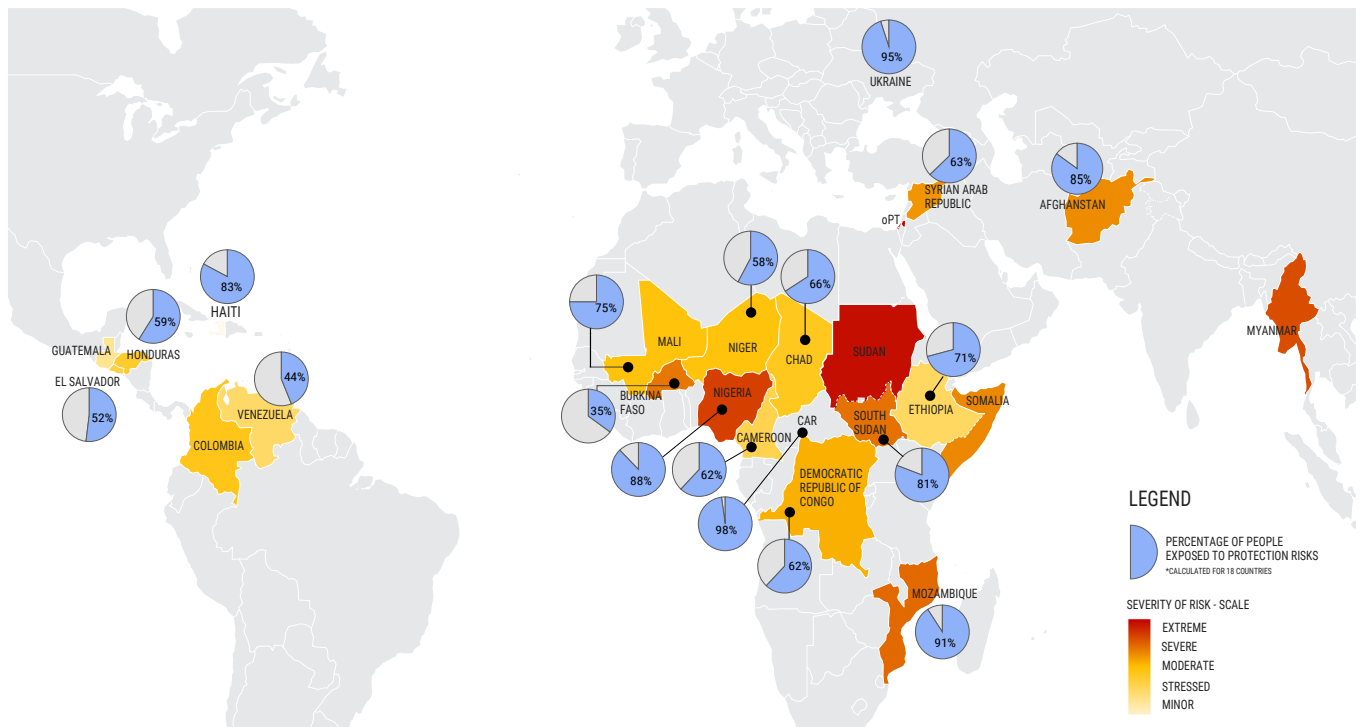 95%
UKRAINE
63%
SYRIAN ARAB
REPUBLIC
85%
AFGHANSTAN
oPT
83%
HAITI
59%
GUATEMALA
HONDURAS
EL SALVADOR
52%
44%
VENEZUELA
COLOMBIA
58%
66%
75%
MALI
NIGER
CHAD
SUDAN
71%
MYANMAR
35%
BURKINA
FASO
NIGERIA
SOUTH
SUDAN
ETHIOPIA
SOMALIA
CAR
CAMEROON
88%
62%
DEMOCRATIC
REPUBLIC OF
CONGO
81%
98%
62%
MOZAMBIQUE
91%
LEGEND
PERCENTAGE OF PEOPLE
EXPOSED TO PROTECTION RISKS
*CALCULATED FOR 18 COUNTRIES
SEVERITY OF RISK - SCALE
EXTREME
SEVERE
MODERATE
STRESSED
MINOR